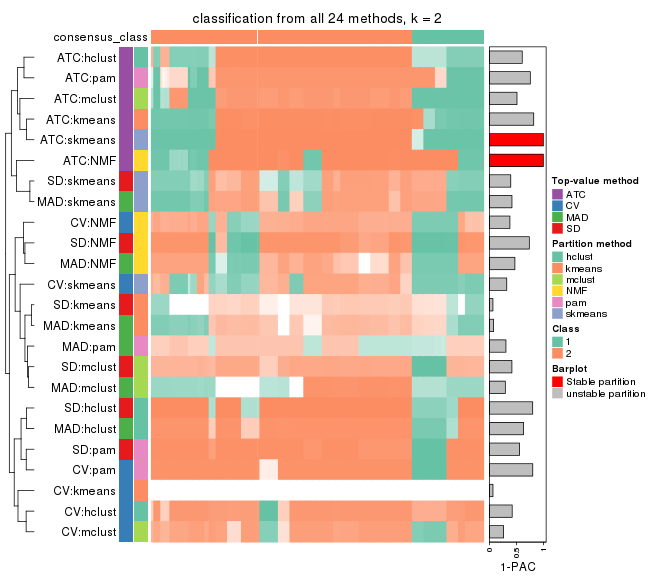 classification from all 24 methods, k = 2
consensus_class
ATC:hclust
ATC:pam
ATC:mclust
ATC:kmeans
ATC:skmeans
ATC:NMF
SD:skmeans
MAD:skmeans
CV:NMF
SD:NMF
MAD:NMF
CV:skmeans
SD:kmeans
MAD:kmeans
MAD:pam
SD:mclust
MAD:mclust
SD:hclust
MAD:hclust
SD:pam
CV:pam
CV:kmeans
CV:hclust
CV:mclust
0
0.5
1
1-PAC
Top-value method
ATC
CV
MAD
SD
Partition method
hclust
kmeans
mclust
NMF
pam
skmeans
Class
1
2
Barplot
Stable partition
unstable partition